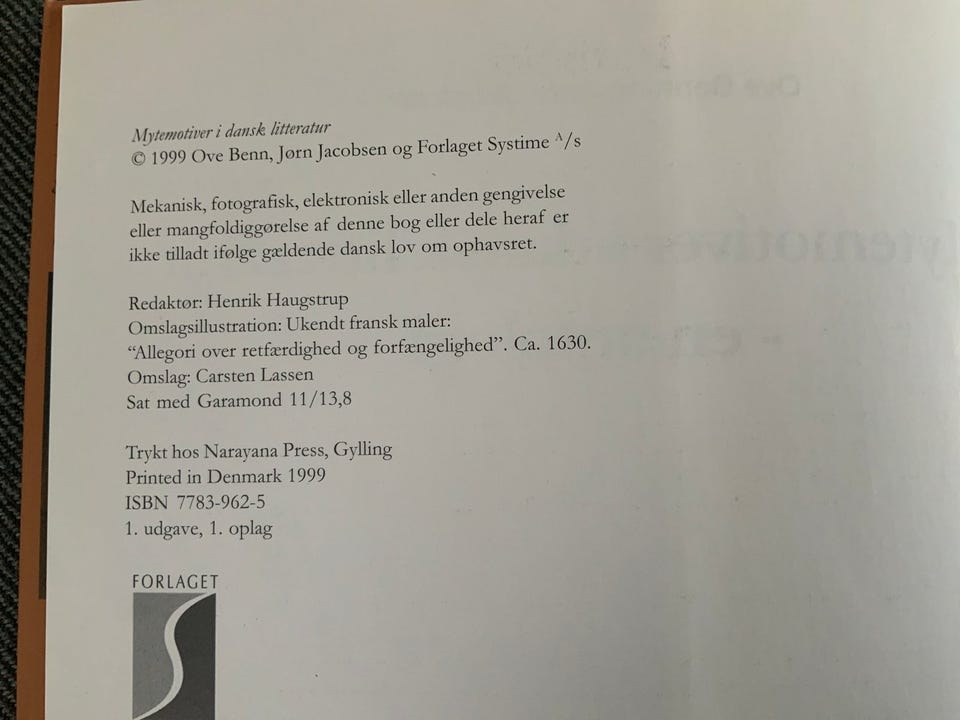 Mytemotiver i dansk litteratur
© 1999 Ove Benn, Jørn Jacobsen og Forlaget Systime A/s
Mekanisk, fotografisk, elektronisk eller anden gengivelse
eller mangfoldiggørelse af denne bog eller dele heraf er
ikke tilladt ifølge gældende dansk lov om ophavsret.
Redaktør: Henrik Haugstrup
Omslagsillustration: Ukendt fransk maler:
“Allegori over retfærdighed og forfængelighed”. Ca. 1630.
Omslag: Carsten Lassen
Sat med Garamond 11/13,8
Trykt hos Narayana Press, Gylling
Printed in Denmark 1999
ISBN 7783-962-5
1. udgave, 1. oplag
FORLAGET